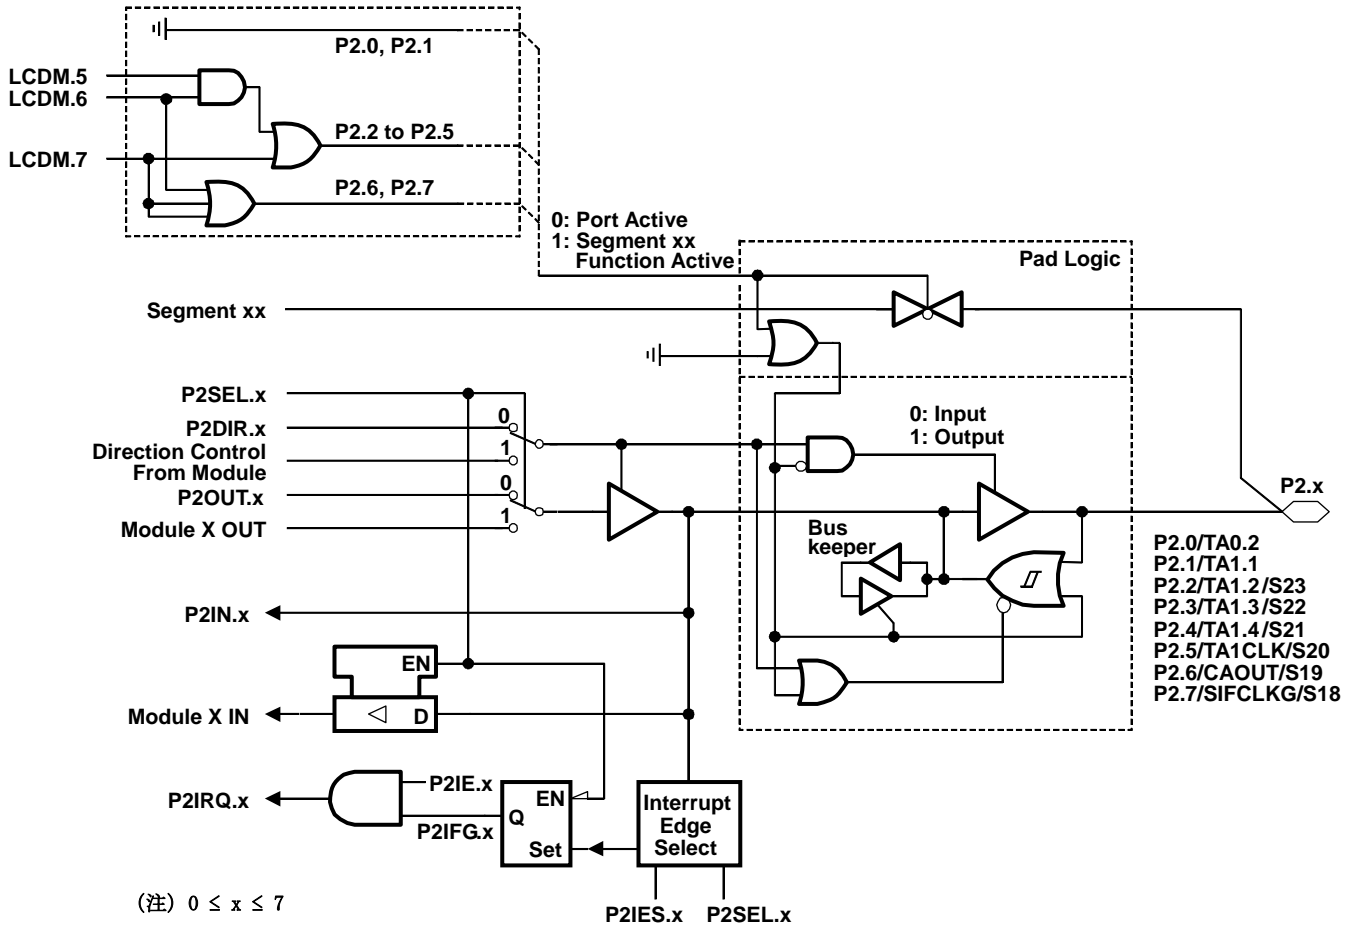 P2.0, P2.1
LCDM.5
LCDM.6
P2.2 to P2.5
LCDM.7
P2.6, P2.7
0: Port Active
1: Segment xx
Function Active
Pad Logic
Segment xx
P2SEL.x
0
P2DIR.x
1
Direction Control
From Module
0
P2OUT.x
1
Module X OUT
0: Input
1: Output
P2.x
Bus
keeper
P2.0/TA0.2
P2.1/TA1.1
P2.2/TA1.2/S23
P2.3/TA1.3/S22
P2.4/TA1.4/S21
P2.5/TA1CLK/S20
P2.6/CAOUT/S19
P2.7/SIFCLKG/S18
P2IN.x
EN
Module X IN
D
P2IRQ.x
P2IE.x
P2IFG.x
EN
Q
Set
Interrupt
Edge
Select
P2IES.x
P2SEL.x
(注) 0 ≤ x ≤ 7